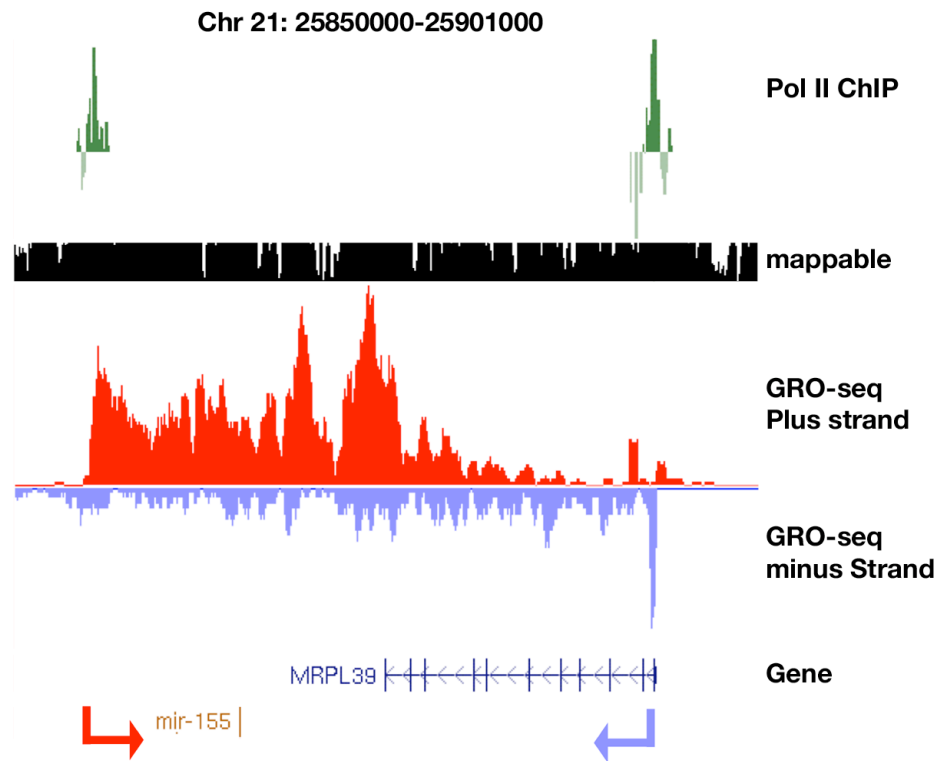 Chr 21: 25850000-25901000
Pol II ChIP
mappable
GRO-seq
Plus strand
GRO-seq
minus Strand
MRPL39
Gene
mir-155